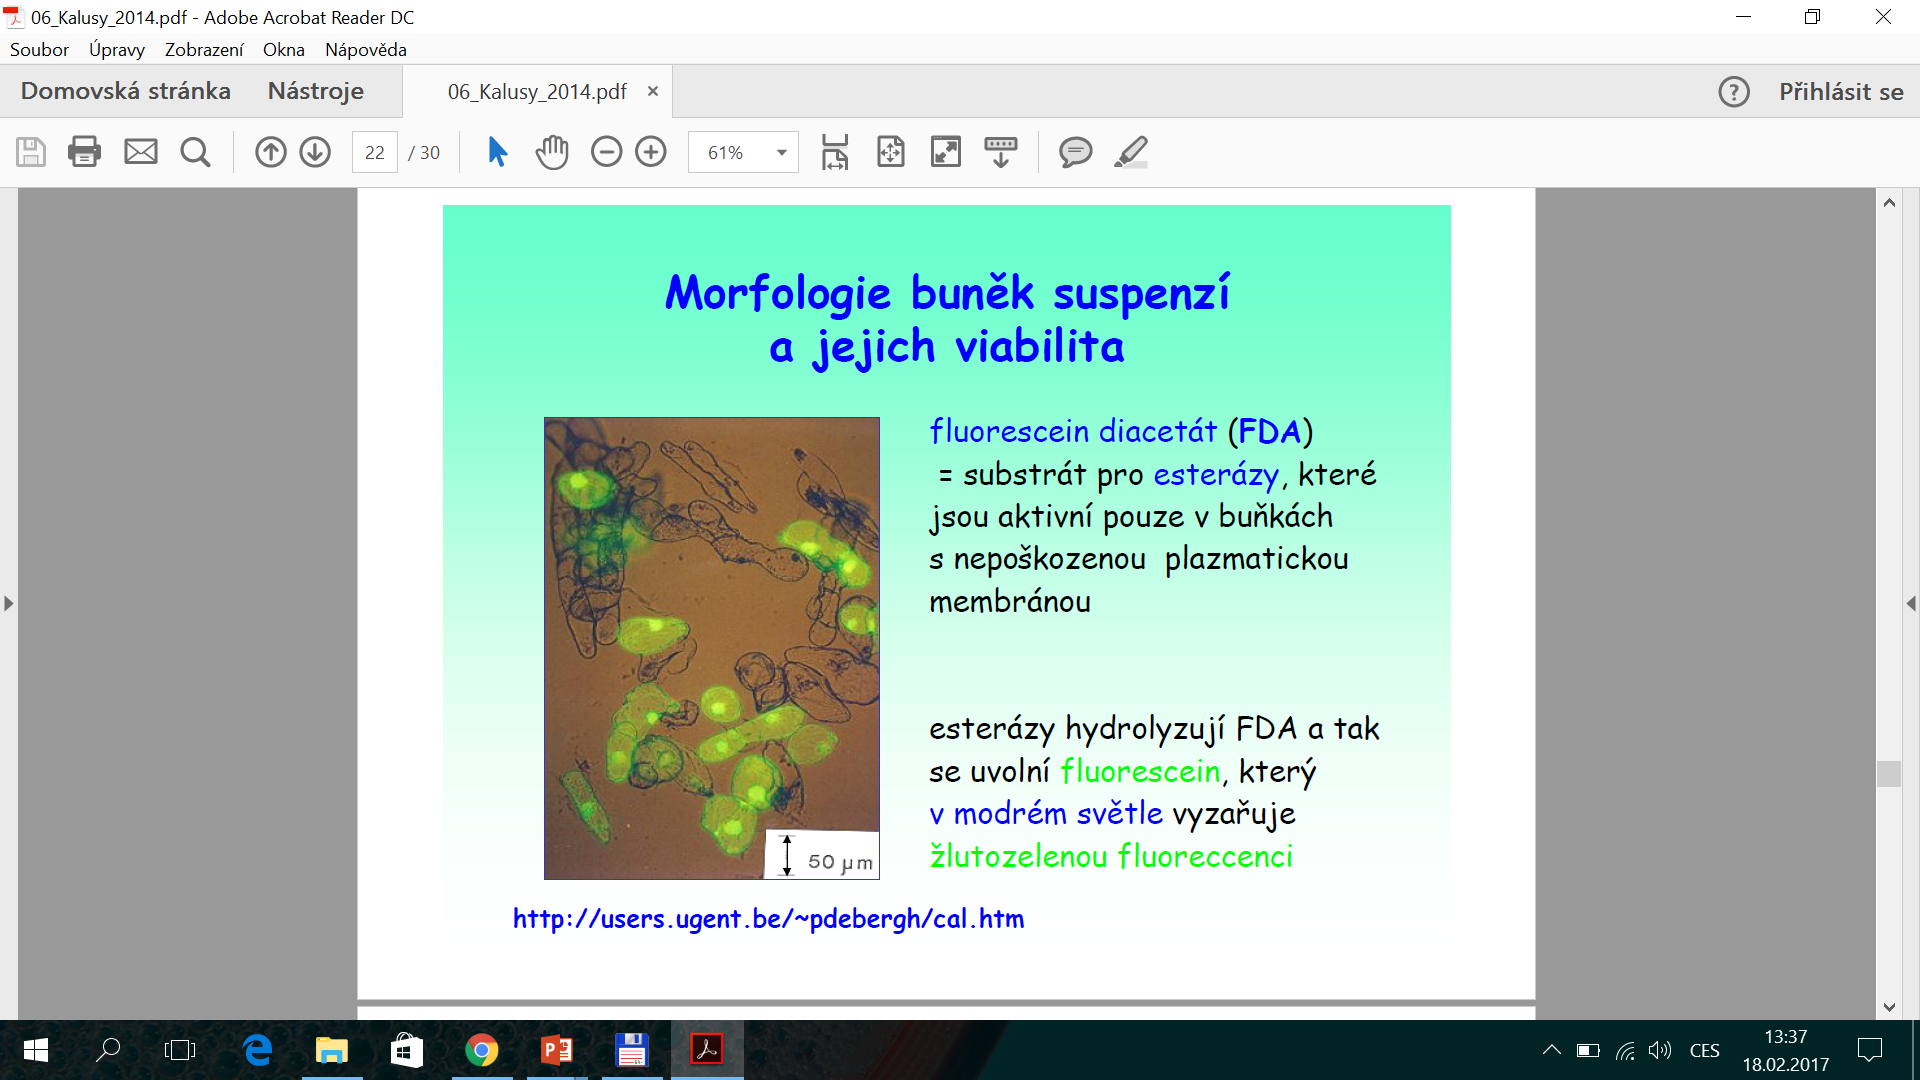 06_Kalusy_2014.pdf - Adobe Acrobat Reader DC
Soubor Úpravy Zobrazení Okna Nápověda
Domovská stránka Nástroje 06_Kalusy_2014.pdf × ? Přihlásit se
22 / 30 61%
Morfologie buněk suspenzí
a jejich viabilita
fluorescein diacetát (FDA)
= substrát pro esterázy, které
jsou aktivní pouze v buňkách
s nepoškozenou plazmatickou
membránou
esterázy hydrolyzují FDA a tak
se uvolní fluorescein, který
v modrém světle vyzařuje
žlutozelenou fluoreccenci
50 µm
http://users.ugent.be/~pdebergh/cal.htm
CES
13:37
18.02.2017